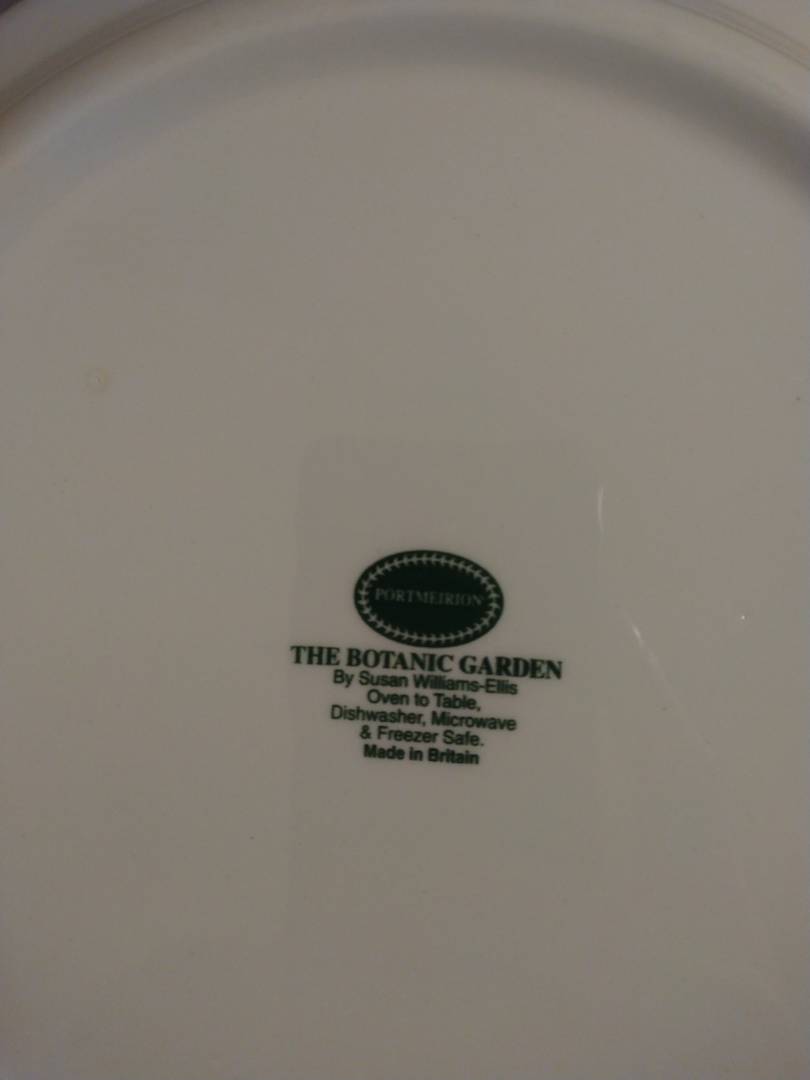 PORTMEIRION
THE BOTANIC GARDEN
By Susan Williams-Ellis
Oven to Table,
Dishwasher, Microwave
& Freezer Safe.
Made in Britain